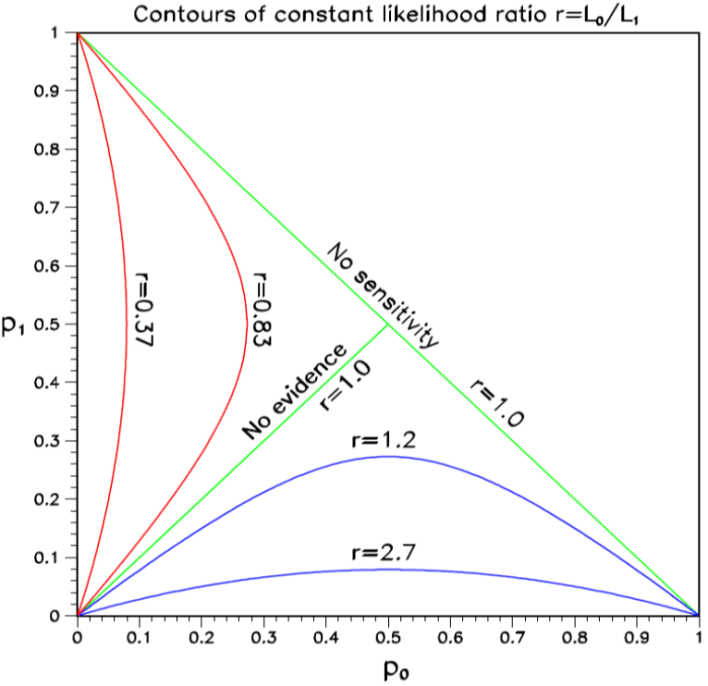 Contours of constant likelihood ratio r=L₀/L₁
1
0.9
0.8
0.7
0.6
0.5
0.4
0.3
0.2
0.1
0
p₁
r=0.37
r=0.83
No sensitivity
r=1.0
No evidence
r=1.0
r=1.2
r=2.7
0 0.1 0.2 0.3 0.4 0.5 0.6 0.7 0.8 0.9 1
p₀